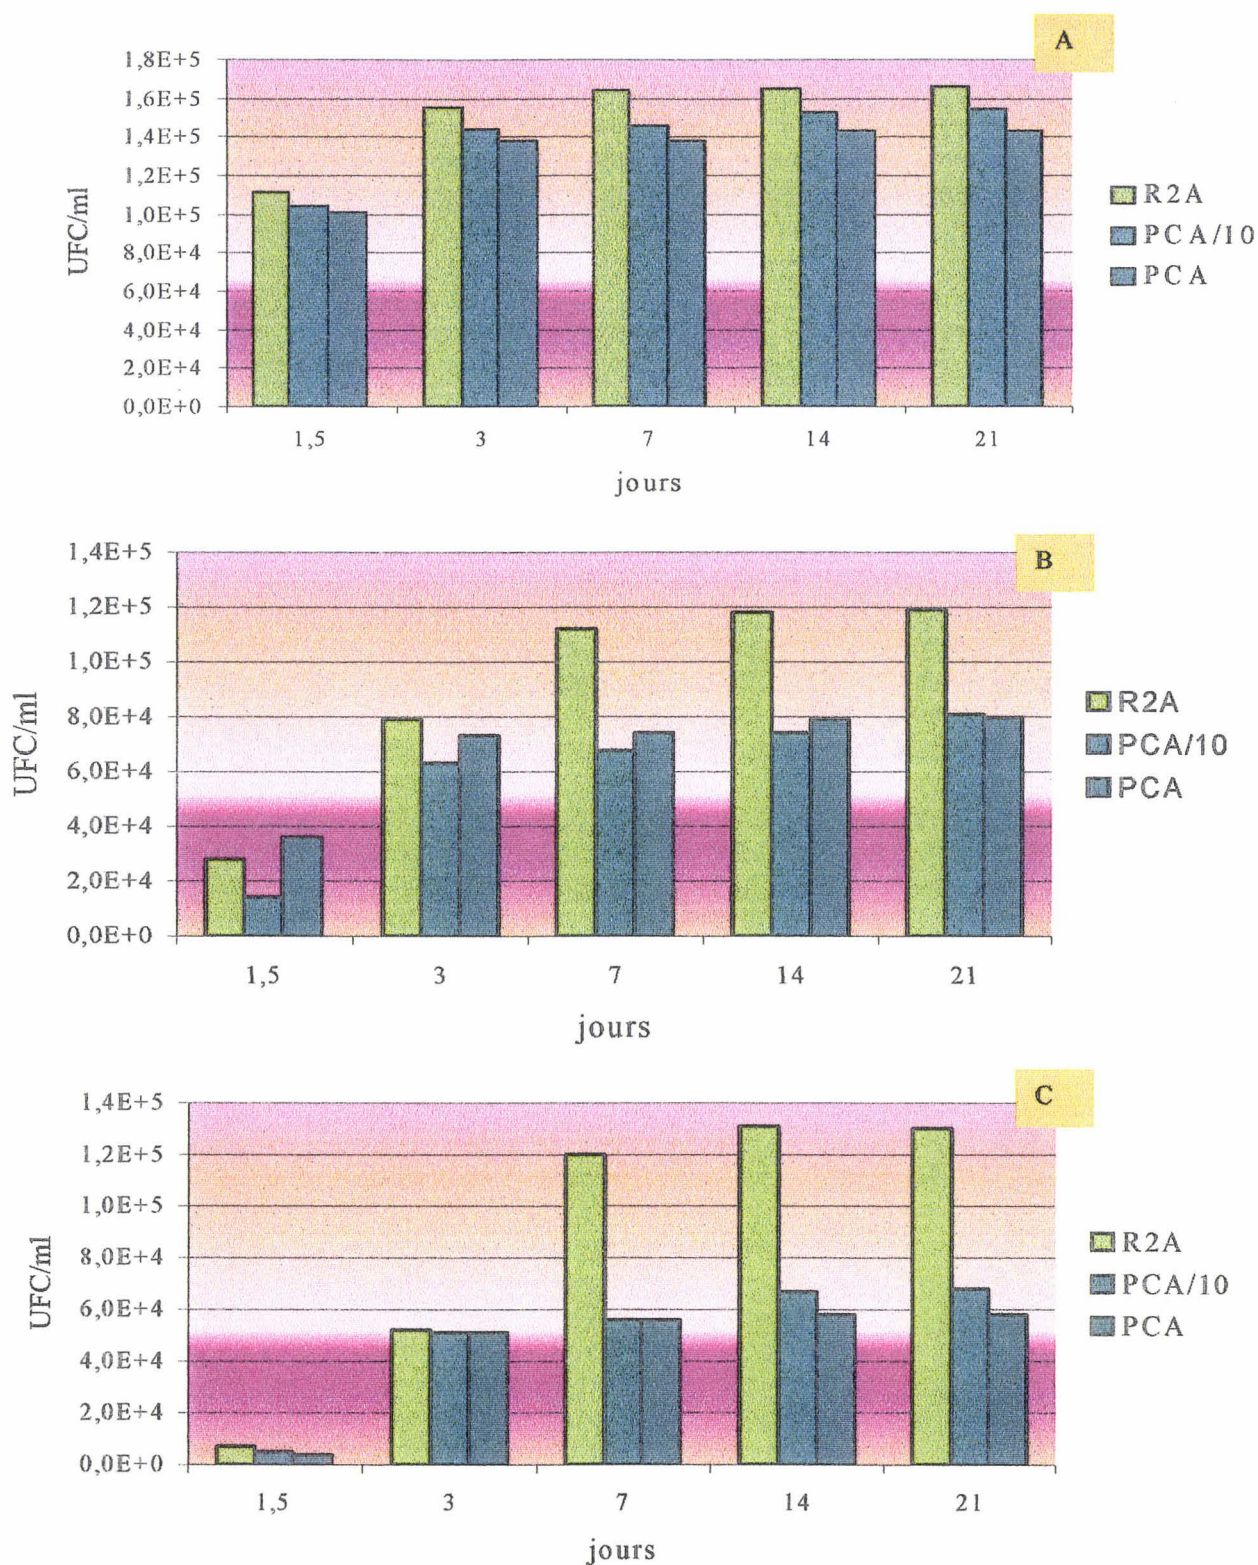 A
1,8E+5
1,6E+5
1,4E+5
1,2E+5
1,0E+5
8,0E+4
6,0E+4
4,0E+4
2,0E+4
0,0E+0
UFC/ml
1,5 3 7 14 21
jours
R2A
PCA/10
PCA
B
1,4E+5
1,2E+5
1,0E+5
8,0E+4
6,0E+4
4,0E+4
2,0E+4
0,0E+0
UFC/ml
1,5 3 7 14 21
jours
R2A
PCA/10
PCA
C
1,4E+5
1,2E+5
1,0E+5
8,0E+4
6,0E+4
4,0E+4
2,0E+4
0,0E+0
UFC/ml
1,5 3 7 14 21
jours
R2A
PCA/10
PCA